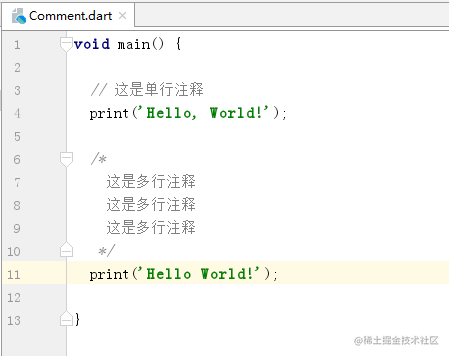 Comment.dart
1 void main() {
2
3 // 这是单行注释
4 print('Hello, World!');
5
6 /*
7 这是多行注释
8 这是多行注释
9 这是多行注释
10 */
11 print('Hello World!');
12
13 }
@稀土掘金技术社区